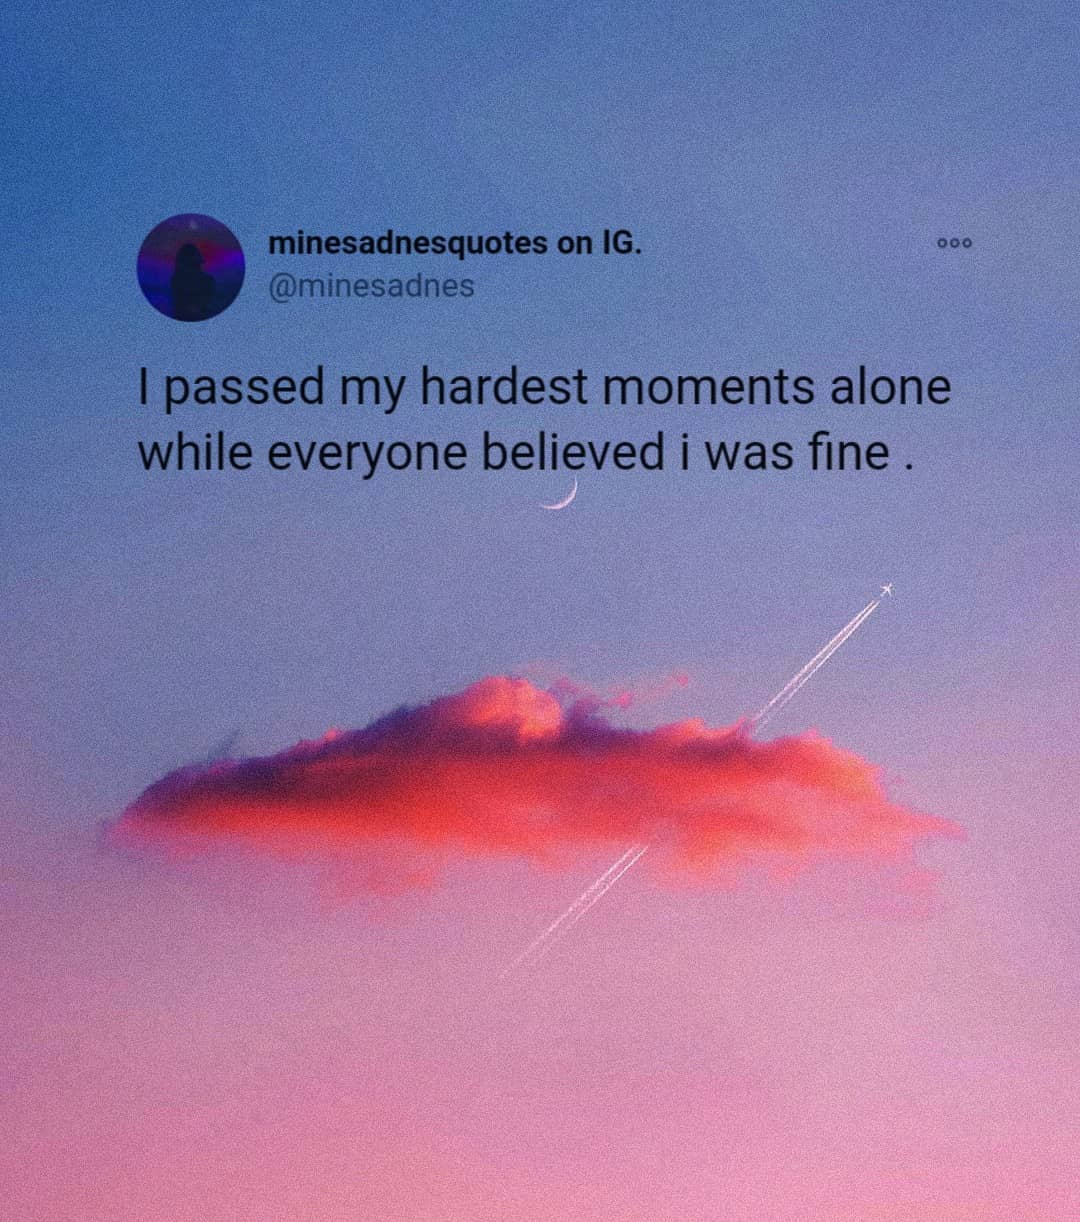 minesadnesquotes on IG.
@minesadnes
I passed my hardest moments alone
while everyone believed i was fine .